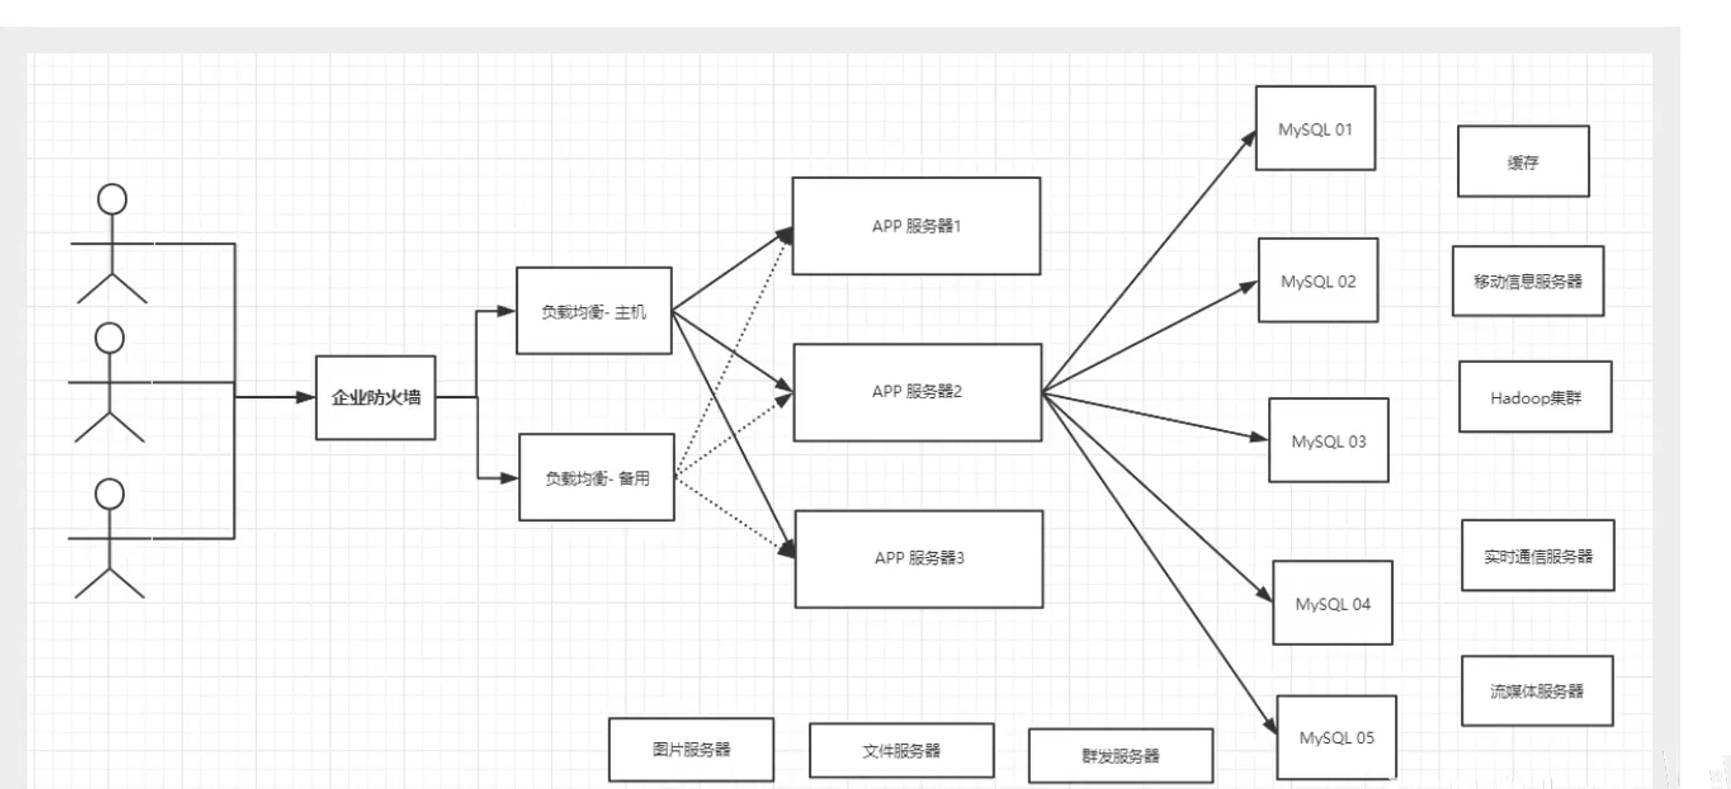 MySQL 01
缓存
APP 服务器1
移动信息服务器
MySQL 02
负载均衡- 主机
企业防火墙
APP 服务器2
Hadoop集群
MySQL 03
负载均衡- 备用
APP 服务器3
实时通信服务器
MySQL 04
流媒体服务器
MySQL 05
图片服务器
文件服务器
群发服务器